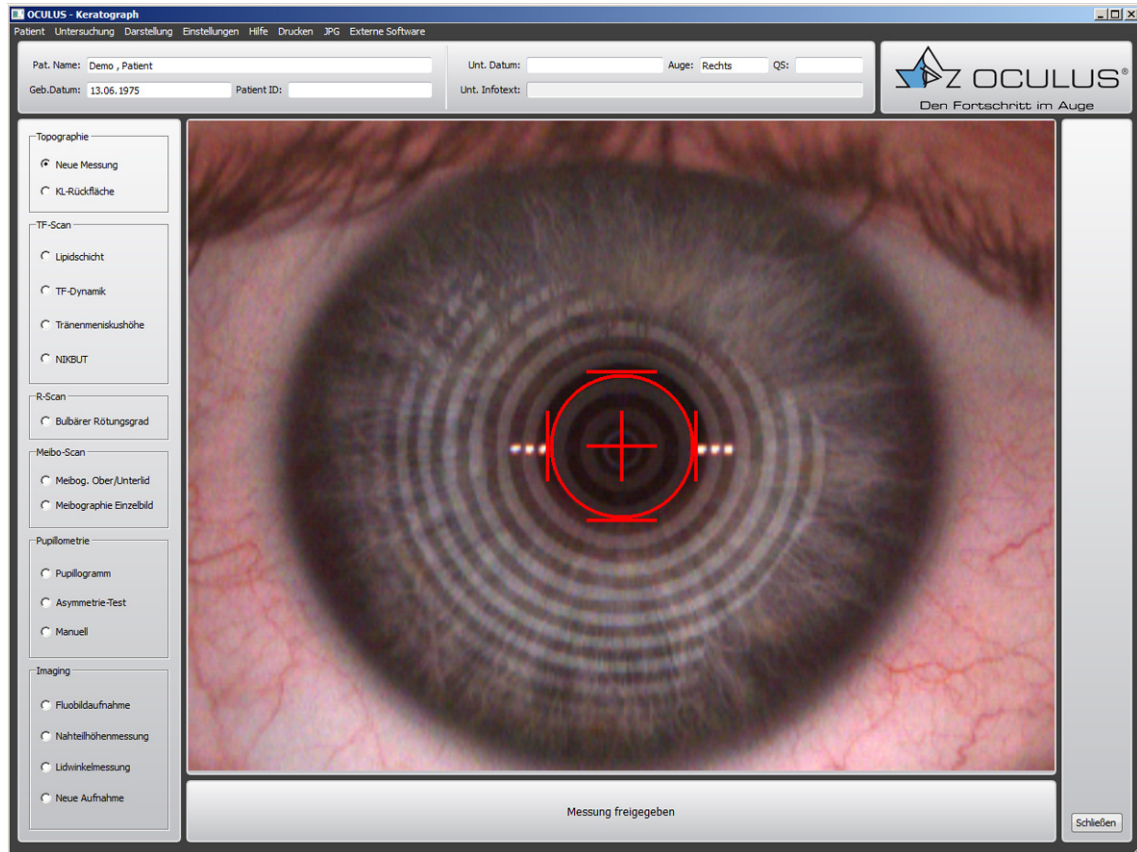 OCULUS - Keratograph
Patient Untersuchung Darstellung Einstellungen Hilfe Drucken JPG Externe Software
Pat. Name: Demo , Patient
Unt. Datum: Auge: Rechts QS:
Geb.Datum: 13.06.1975 Patient ID:
Unt. Infotext:
OCULUS®
Den Fortschritt im Auge
Topographie
Neue Messung
KL-Rückfläche
TF-Scan
Lipidschicht
TF-Dynamik
Tränenmeniskushöhe
NIKBUT
R-Scan
Bulbärer Rötungsgrad
Meibo-Scan
Meibog. Ober/Unterlid
Meibographie Einzelbild
Pupillometrie
Pupillogramm
Asymmetrie-Test
Manuell
Imaging
Fluobildaufnahme
Nahteilhöhenmessung
Lidwinkelmessung
Neue Aufnahme
Messung freigegeben
Schließen